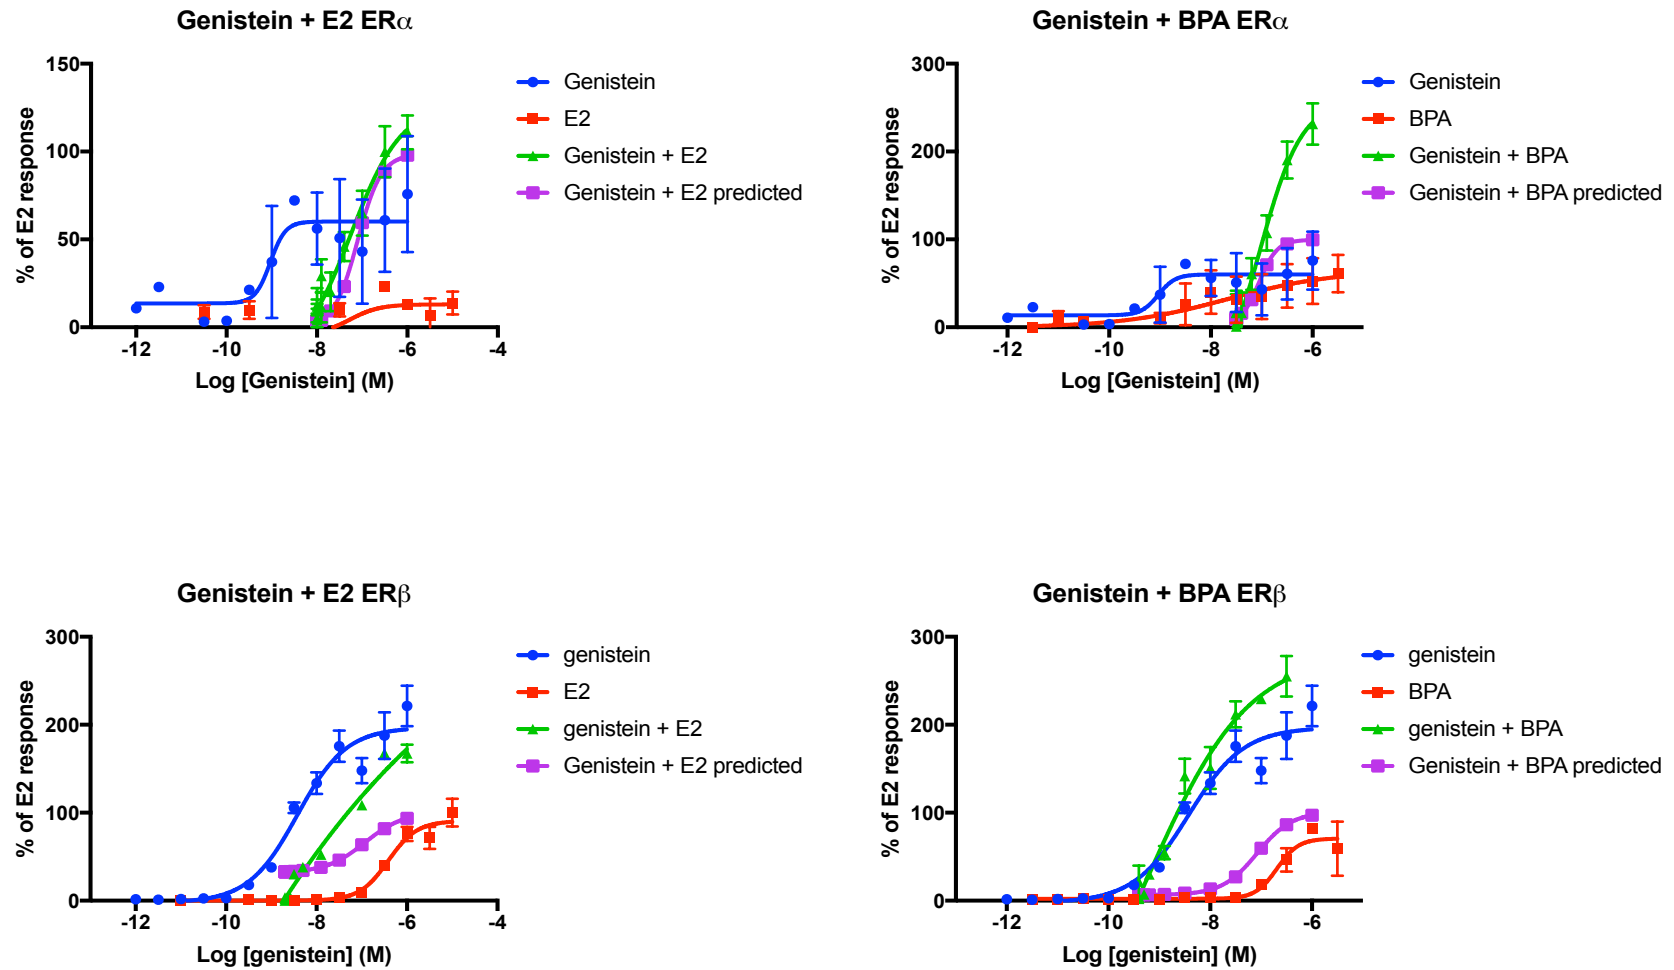 Genistein + E2 ERα
% of E2 response
150
100
50
0
-12
-10
-8
-6
-4
Log [Genistein] (M)
Genistein
E2
Genistein + E2
Genistein + E2 predicted
Genistein + BPA ERα
% of E2 response
300
200
100
0
-12
-10
-8
-6
Log [Genistein] (M)
Genistein
BPA
Genistein + BPA
Genistein + BPA predicted
Genistein + E2 ERβ
% of E2 response
300
200
100
0
-12
-10
-8
-6
-4
Log [genistein] (M)
genistein
E2
genistein + E2
Genistein + E2 predicted
Genistein + BPA ERβ
% of E2 response
300
200
100
0
-12
-10
-8
-6
Log [genistein] (M)
genistein
BPA
genistein + BPA
Genistein + BPA predicted